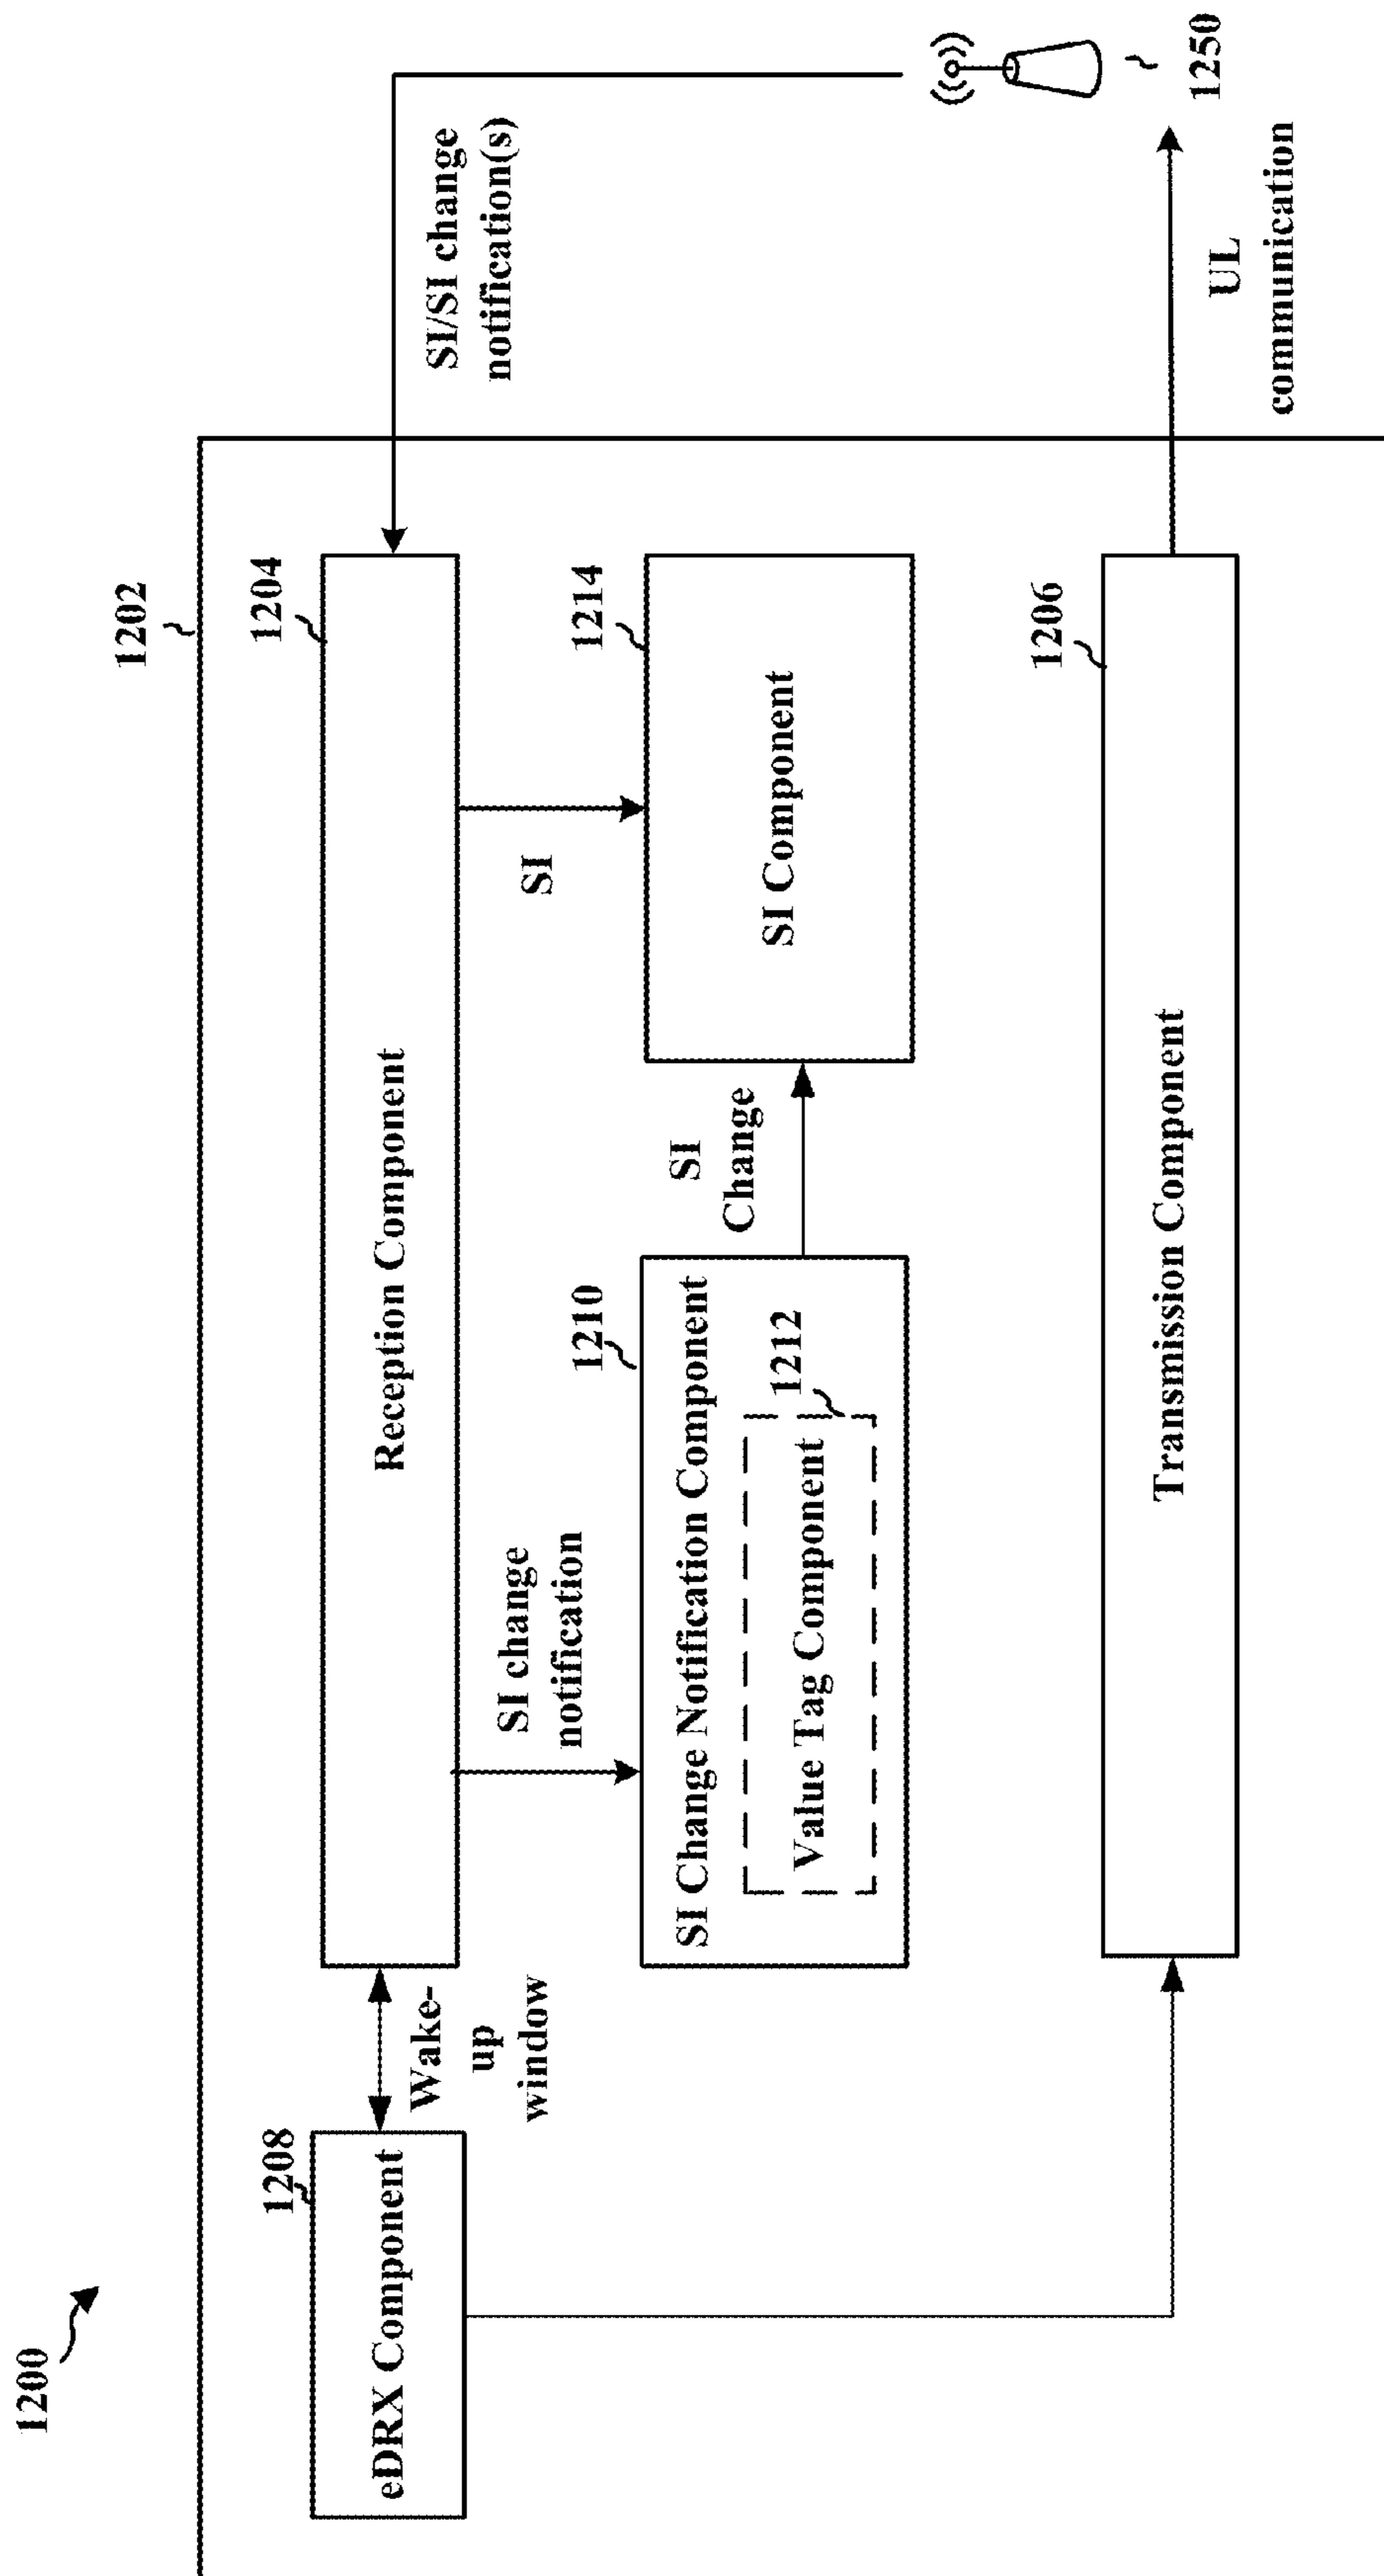 1200
1202
1208
eDRX Component
Wake-
up
window
1204
Reception Component
SI/SI change
notification(s)
SI change
notification
SI
1210
SI Change Notification Component
1212
Value Tag Component
SI
Change
1214
SI Component
1206
Transmission Component
UL
communication
1250